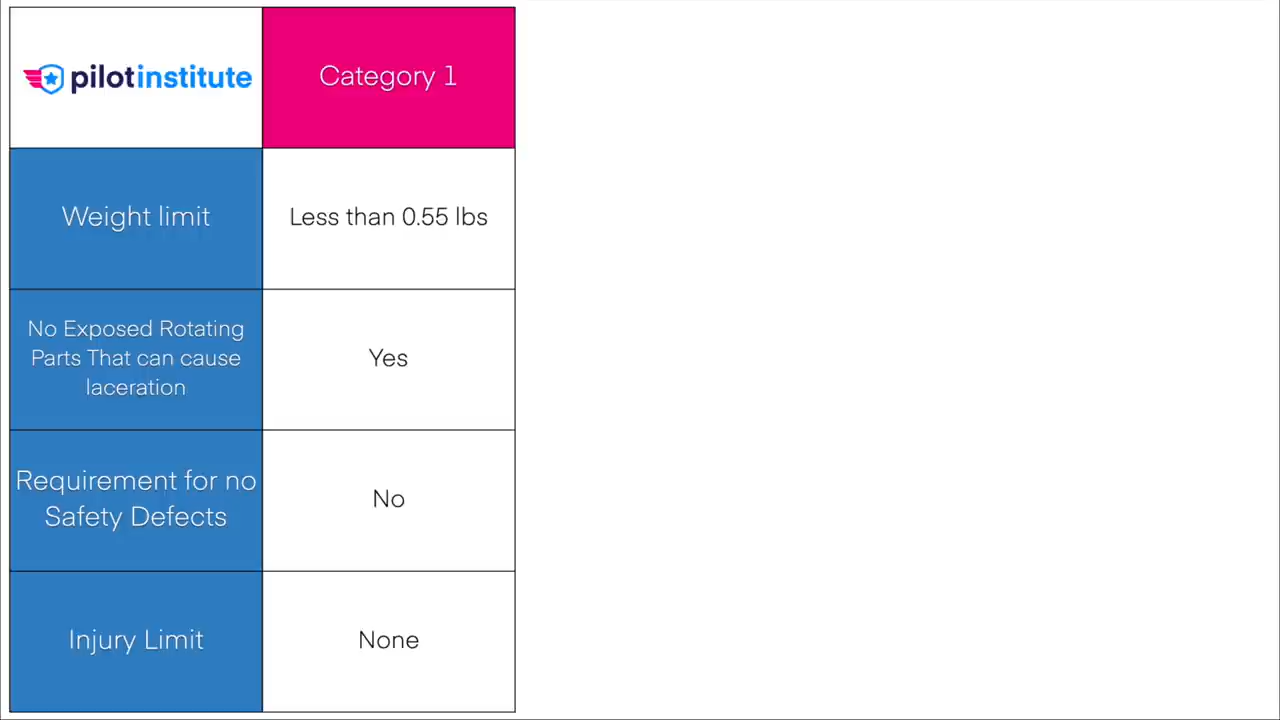 pilotinstitute
Category 1
Weight limit
Less than 0.55 lbs
No Exposed Rotating
Parts That can cause
laceration
Yes
Requirement for no
Safety Defects
No
Injury Limit
None